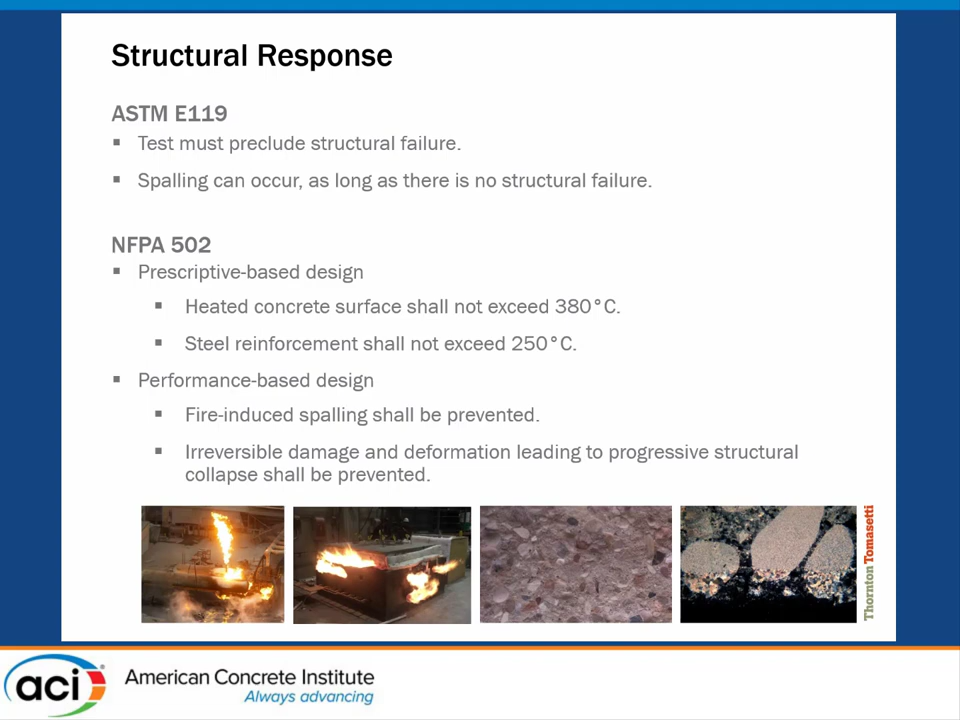 Structural Response
ASTM E119
▪ Test must preclude structural failure.
▪ Spalling can occur, as long as there is no structural failure.
NFPA 502
▪ Prescriptive-based design
▪ Heated concrete surface shall not exceed 380°C.
▪ Steel reinforcement shall not exceed 250°C.
▪ Performance-based design
▪ Fire-induced spalling shall be prevented.
▪ Irreversible damage and deformation leading to progressive structural
collapse shall be prevented.
Thornton Tomasetti
aci®
American Concrete Institute
Always advancing